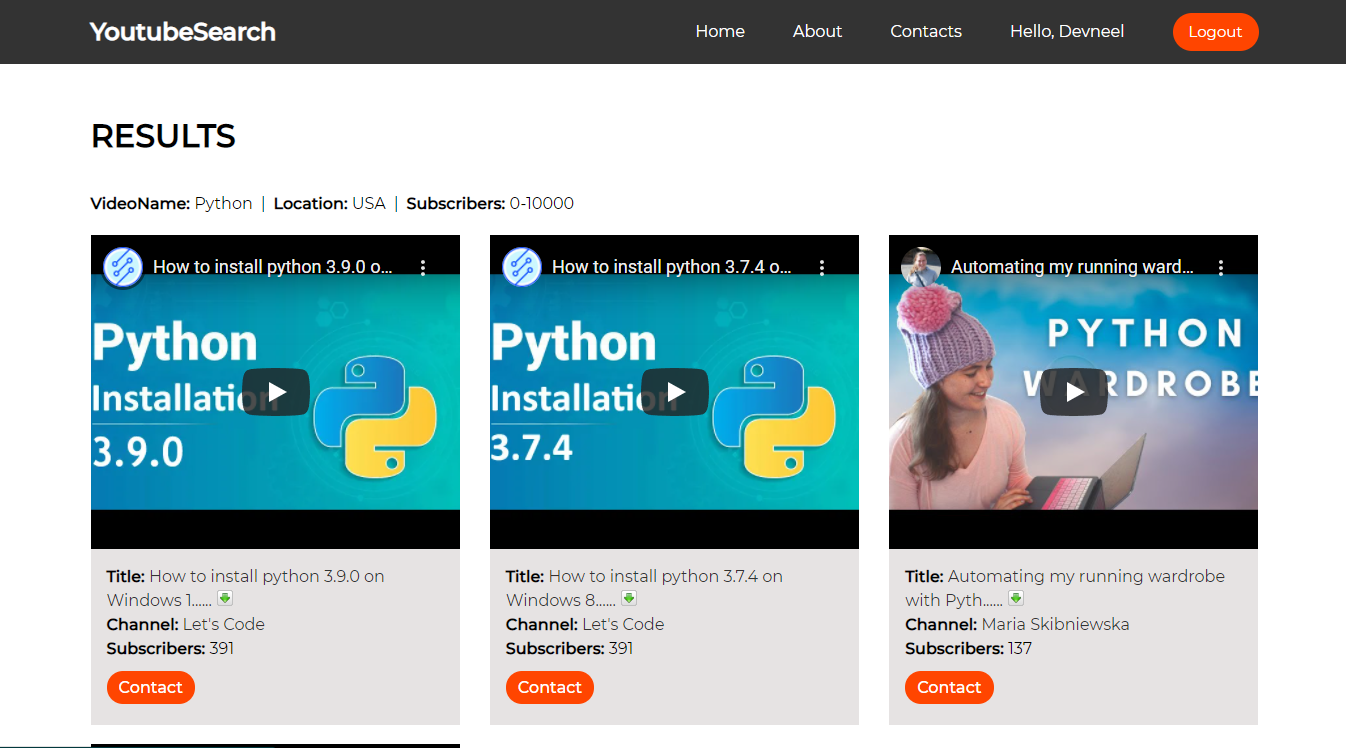 YoutubeSearch Home About Contacts Hello, Devneel Logout
RESULTS
VideoName: Python | Location: USA | Subscribers: 0-10000
How to install python 3.9.0 o...
Python
Installation
3.9.0
Title: How to install python 3.9.0 on
Windows 1......
Channel: Let's Code
Subscribers: 391
Contact
How to install python 3.7.4 o...
Python
Installation
3.7.4
Title: How to install python 3.7.4 on
Windows 8......
Channel: Let's Code
Subscribers: 391
Contact
Automating my running ward...
PYTHON
WARDROBE
Title: Automating my running wardrobe
with Pyth......
Channel: Maria Skibniewska
Subscribers: 137
Contact